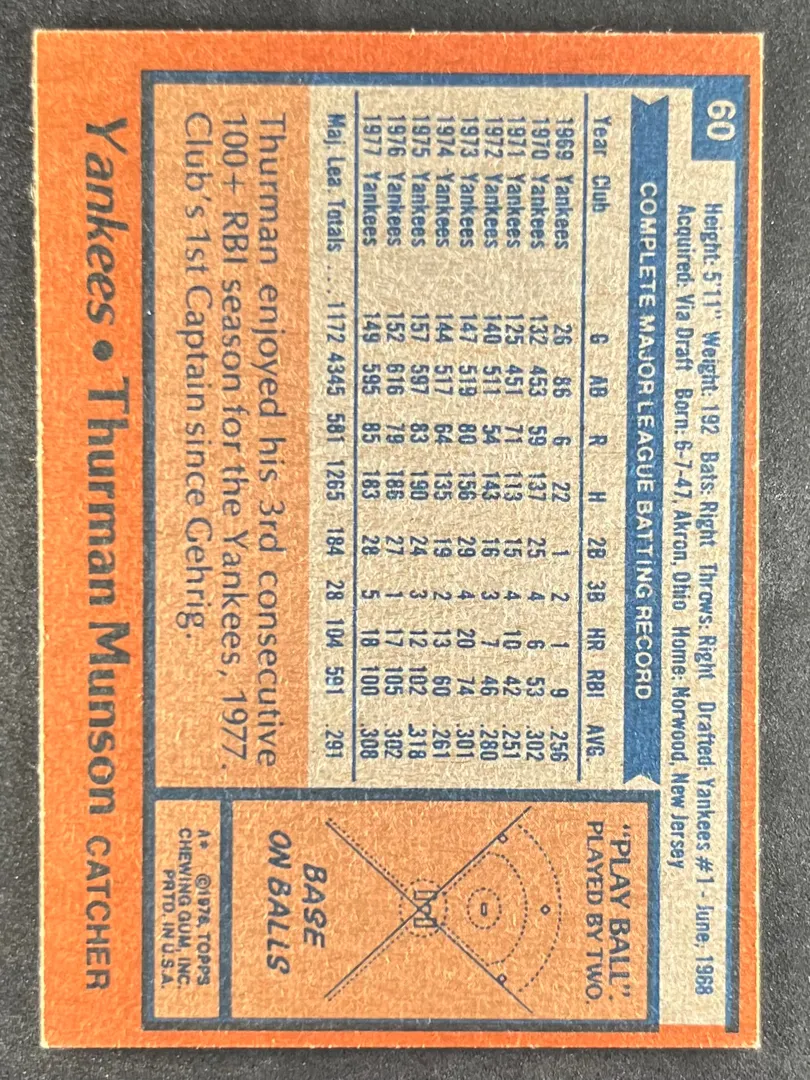 60
Height: 5'11" Weight: 192 Bats: Right Throws: Right Drafted: Yankees #1 - June, 1968
Acquired: Via Draft Born: 6-7-47, Akron, Ohio Home: Norwood, New Jersey
COMPLETE MAJOR LEAGUE BATTING RECORD
Year Club G AB R H 2B 3B HR RBI AVG.
1969 Yankees 26 86 6 22 1 2 1 9 .256
1970 Yankees 132 453 59 137 25 4 6 53 .302
1971 Yankees 125 451 71 113 15 4 10 42 .251
1972 Yankees 140 511 54 143 16 3 7 46 .280
1973 Yankees 147 519 80 156 29 4 20 74 .301
1974 Yankees 144 517 64 135 19 2 13 60 .261
1975 Yankees 157 597 83 190 24 3 12 102 .318
1976 Yankees 152 616 79 186 27 1 17 105 .302
1977 Yankees 149 595 85 183 28 5 18 100 .308
Maj. Lea. Totals .... 1172 4345 581 1265 184 28 104 591 .291
Thurman enjoyed his 3rd consecutive
100+ RBI season for the Yankees, 1977.
Club's 1st Captain since Gehrig.
"PLAY BALL".
PLAYED BY TWO.
BASE
ON BALLS
A* ©1978 TOPPS
CHEWING GUM, INC.
PRTD. IN U.S.A.
Yankees • Thurman Munson CATCHER